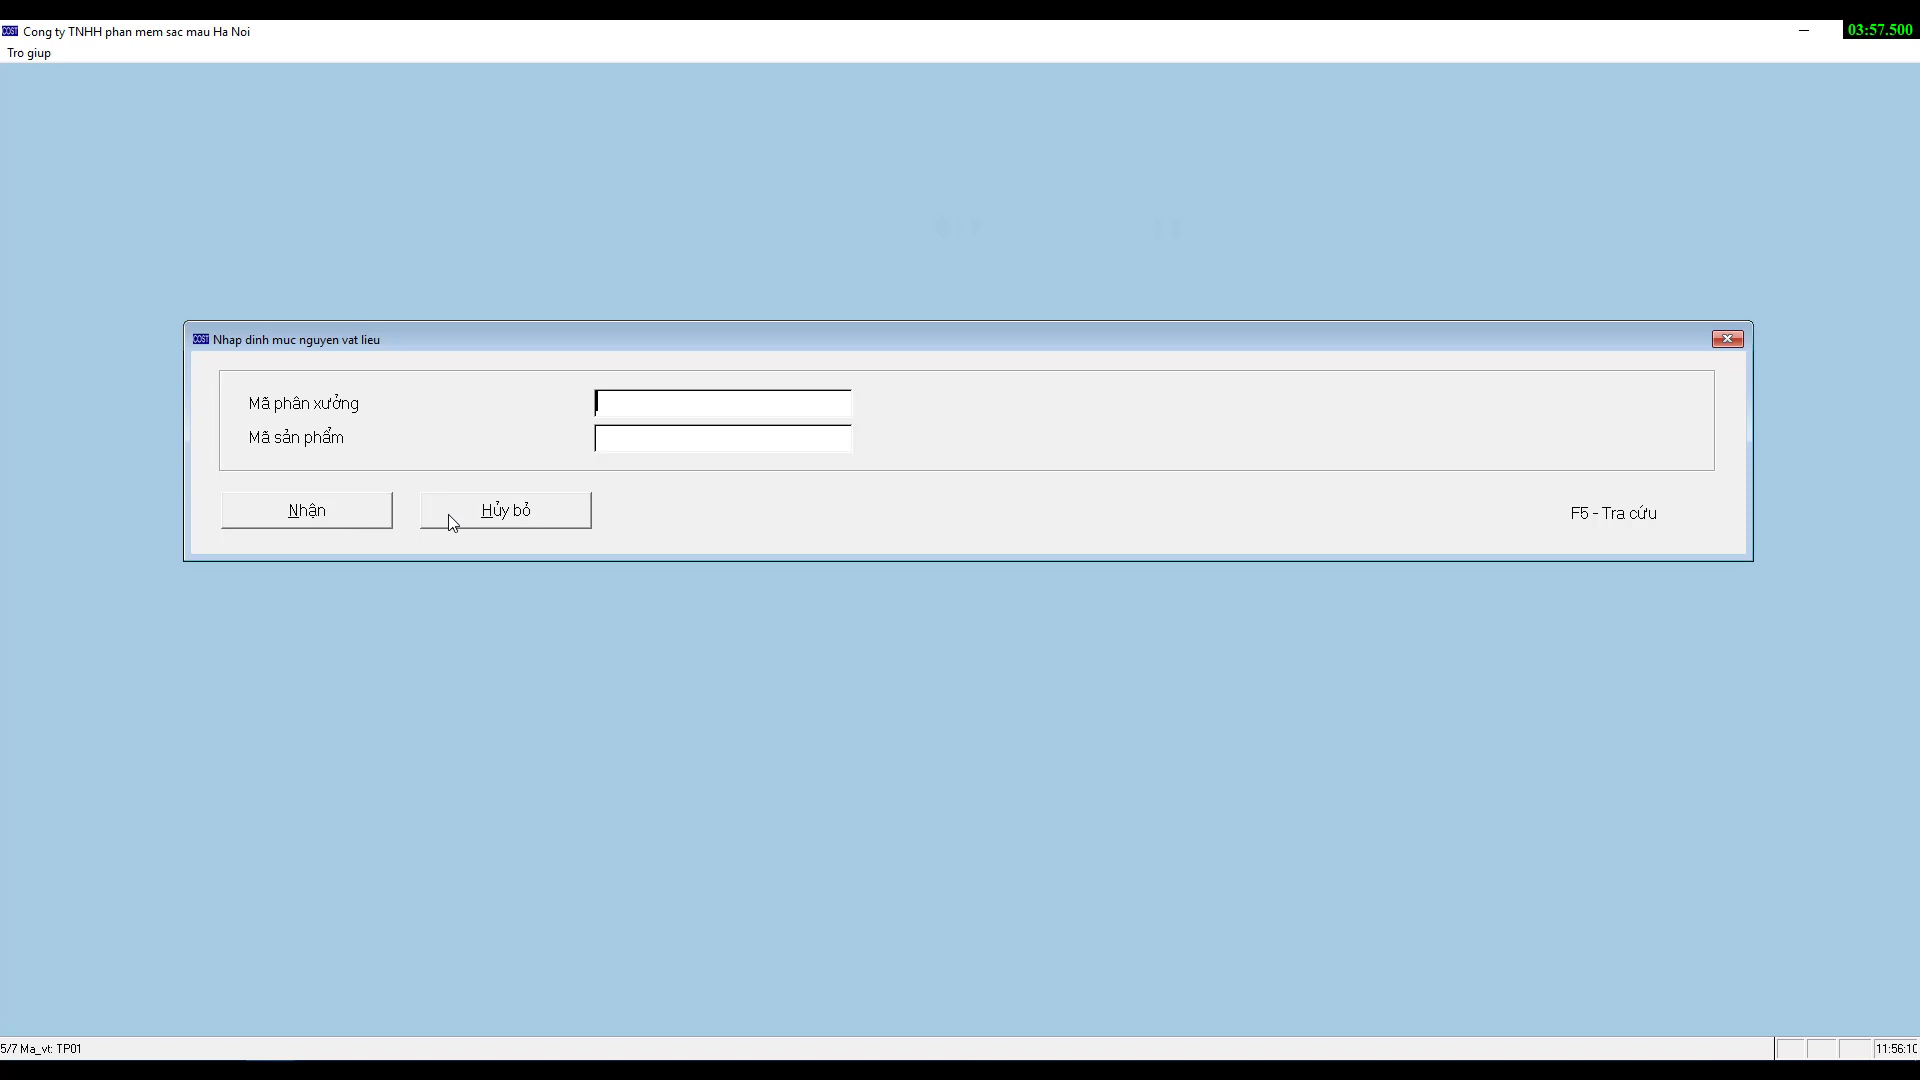 COST Cong ty TNHH phan mem sac mau Ha Noi
03:57.500
Tro giup
COST Nhap dinh muc nguyen vat lieu
Mã phân xưởng
Mã sản phẩm
Nhận
Hủy bỏ
F5 - Tra cứu
5/7 Ma_vt: TP01
11:56:10